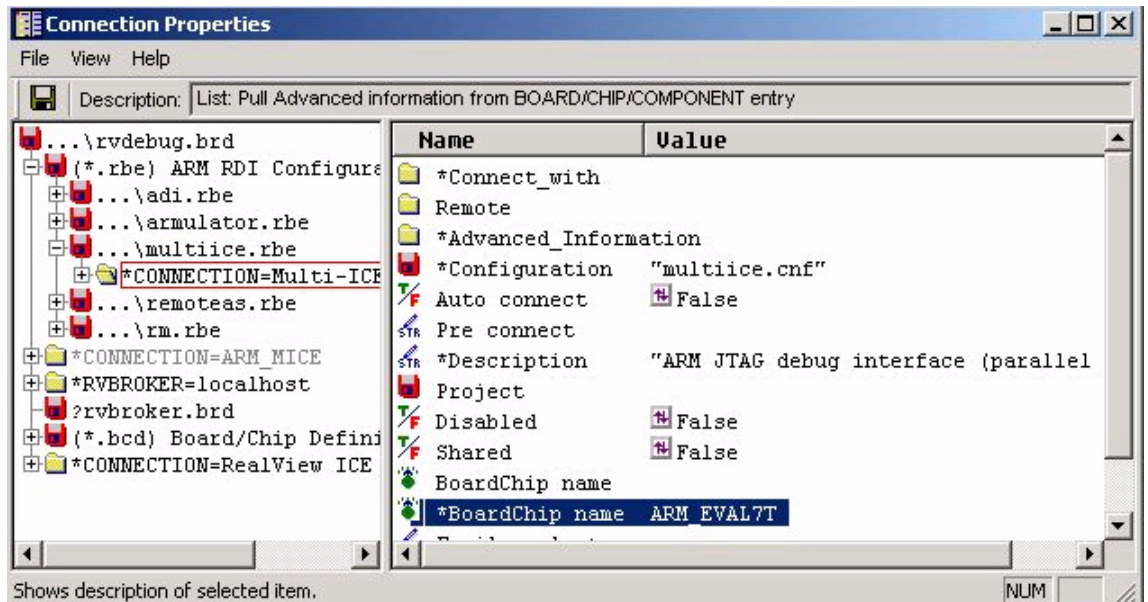 Connection Properties
File View Help
Description: List: Pull Advanced information from BOARD/CHIP/COMPONENT entry
...\rvdebug.brd
(*.rbe) ARM RDI Configura
...\adi.rbe
...\armulator.rbe
...\multiice.rbe
*CONNECTION=Multi-ICE
...\remoteas.rbe
...\rm.rbe
*CONNECTION=ARM_MICE
*RVBROKER=localhost
?rvbroker.brd
(*.bcd) Board/Chip Defini
*CONNECTION=RealView ICE
Name Value
*Connect_with
Remote
*Advanced_Information
*Configuration "multiice.cnf"
T/F Auto connect False
STR Pre connect
STR *Description "ARM JTAG debug interface (parallel
Project
T/F Disabled False
T/F Shared False
BoardChip name
*BoardChip name ARM_EVAL7T
Shows description of selected item.
NUM